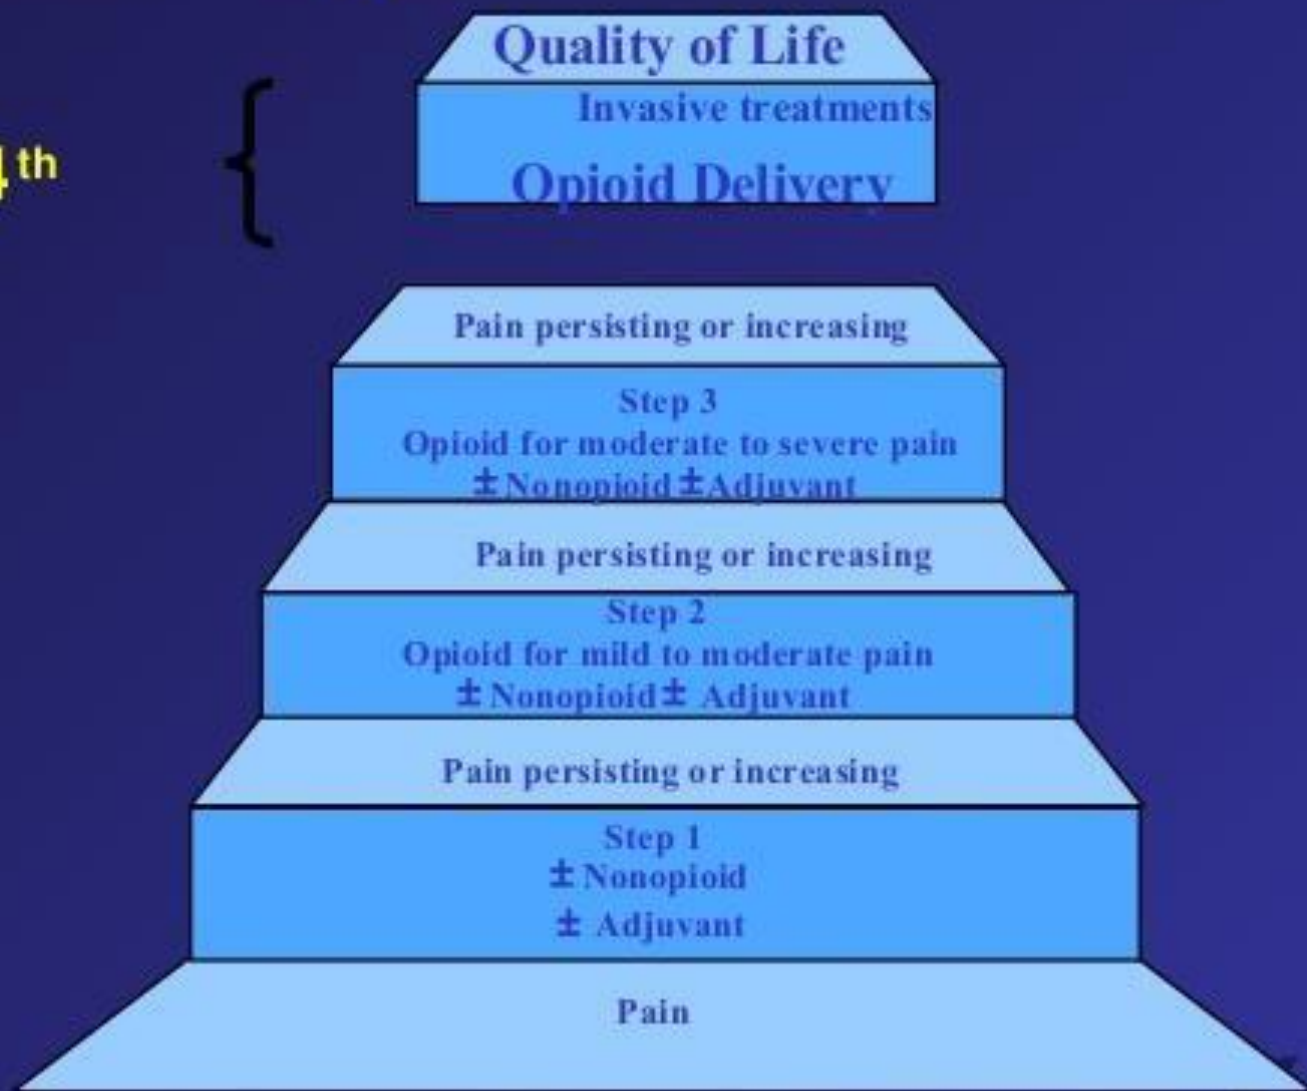 Quality of Life
Invasive treatments
4th
Opioid Delivery
Pain persisting or increasing
Step 3
Opioid for moderate to severe pain
± Nonopioid ± Adjuvant
Pain persisting or increasing
Step 2
Opioid for mild to moderate pain
± Nonopioid ± Adjuvant
Pain persisting or increasing
Step 1
± Nonopioid
± Adjuvant
Pain